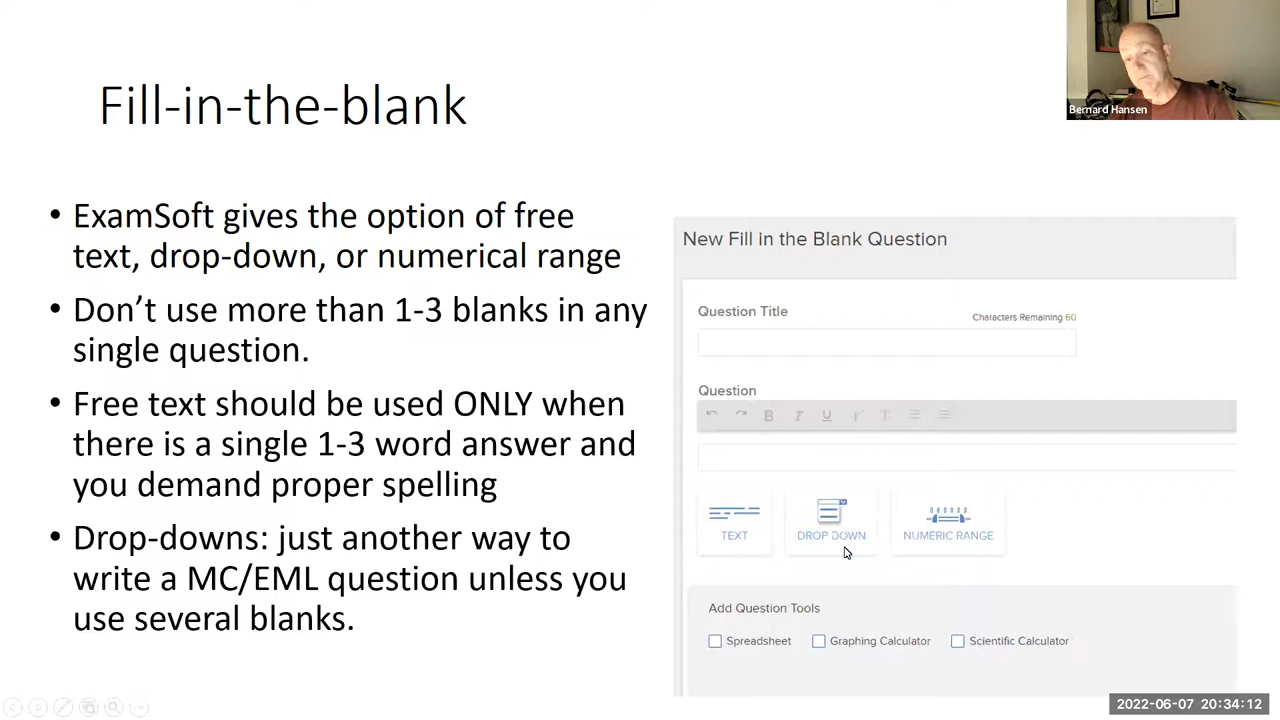 Fill-in-the-blank
Bernard Hansen
• ExamSoft gives the option of free
text, drop-down, or numerical range
• Don’t use more than 1-3 blanks in any
single question.
• Free text should be used ONLY when
there is a single 1-3 word answer and
you demand proper spelling
• Drop-downs: just another way to
write a MC/EML question unless you
use several blanks.
New Fill in the Blank Question
Question Title
Characters Remaining 60
Question
B I U
TEXT DROP DOWN NUMERIC RANGE
Add Question Tools
Spreadsheet Graphing Calculator Scientific Calculator
2022-06-07 20:34:12